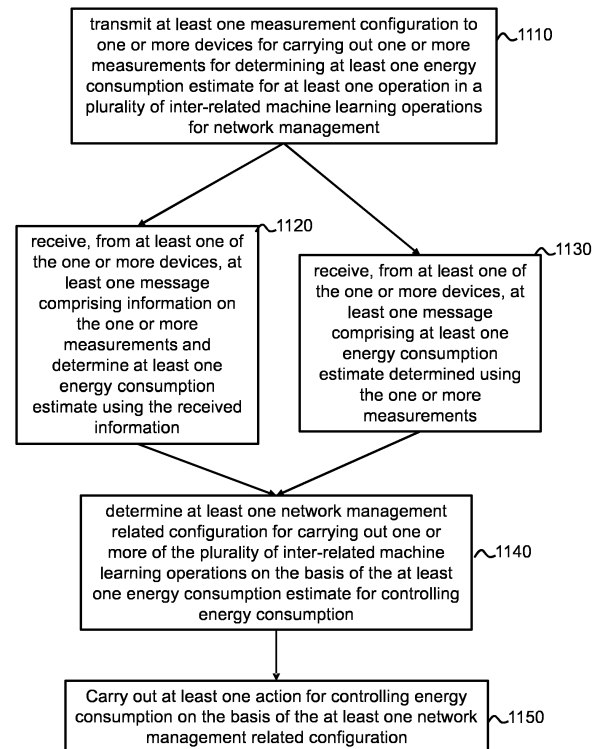 transmit at least one measurement configuration to
one or more devices for carrying out one or more
measurements for determining at least one energy
consumption estimate for at least one operation in a
plurality of inter-related machine learning operations
for network management
1110
receive, from at least one of
the one or more devices, at
least one message
comprising information on
the one or more
measurements and
determine at least one
energy consumption
estimate using the received
information
1120
receive, from at least one of
the one or more devices, at
least one message
comprising at least one
energy consumption
estimate determined using
the one or more
measurements
1130
determine at least one network management
related configuration for carrying out one or
more of the plurality of inter-related machine
learning operations on the basis of the at least
one energy consumption estimate for controlling
energy consumption
1140
Carry out at least one action for controlling energy
consumption on the basis of the at least one network
management related configuration
1150